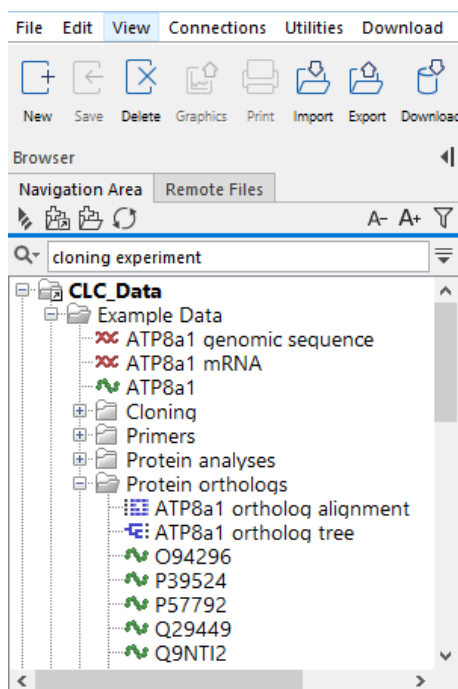 File Edit View Connections Utilities Download
New Save Delete Graphics Print Import Export Downloa
Browser
Navigation Area Remote Files
A- A+
cloning experiment
CLC_Data
Example Data
ATP8a1 genomic sequence
ATP8a1 mRNA
ATP8a1
Cloning
Primers
Protein analyses
Protein orthologs
ATP8a1 ortholog alignment
ATP8a1 ortholog tree
O94296
P39524
P57792
Q29449
Q9NTI2